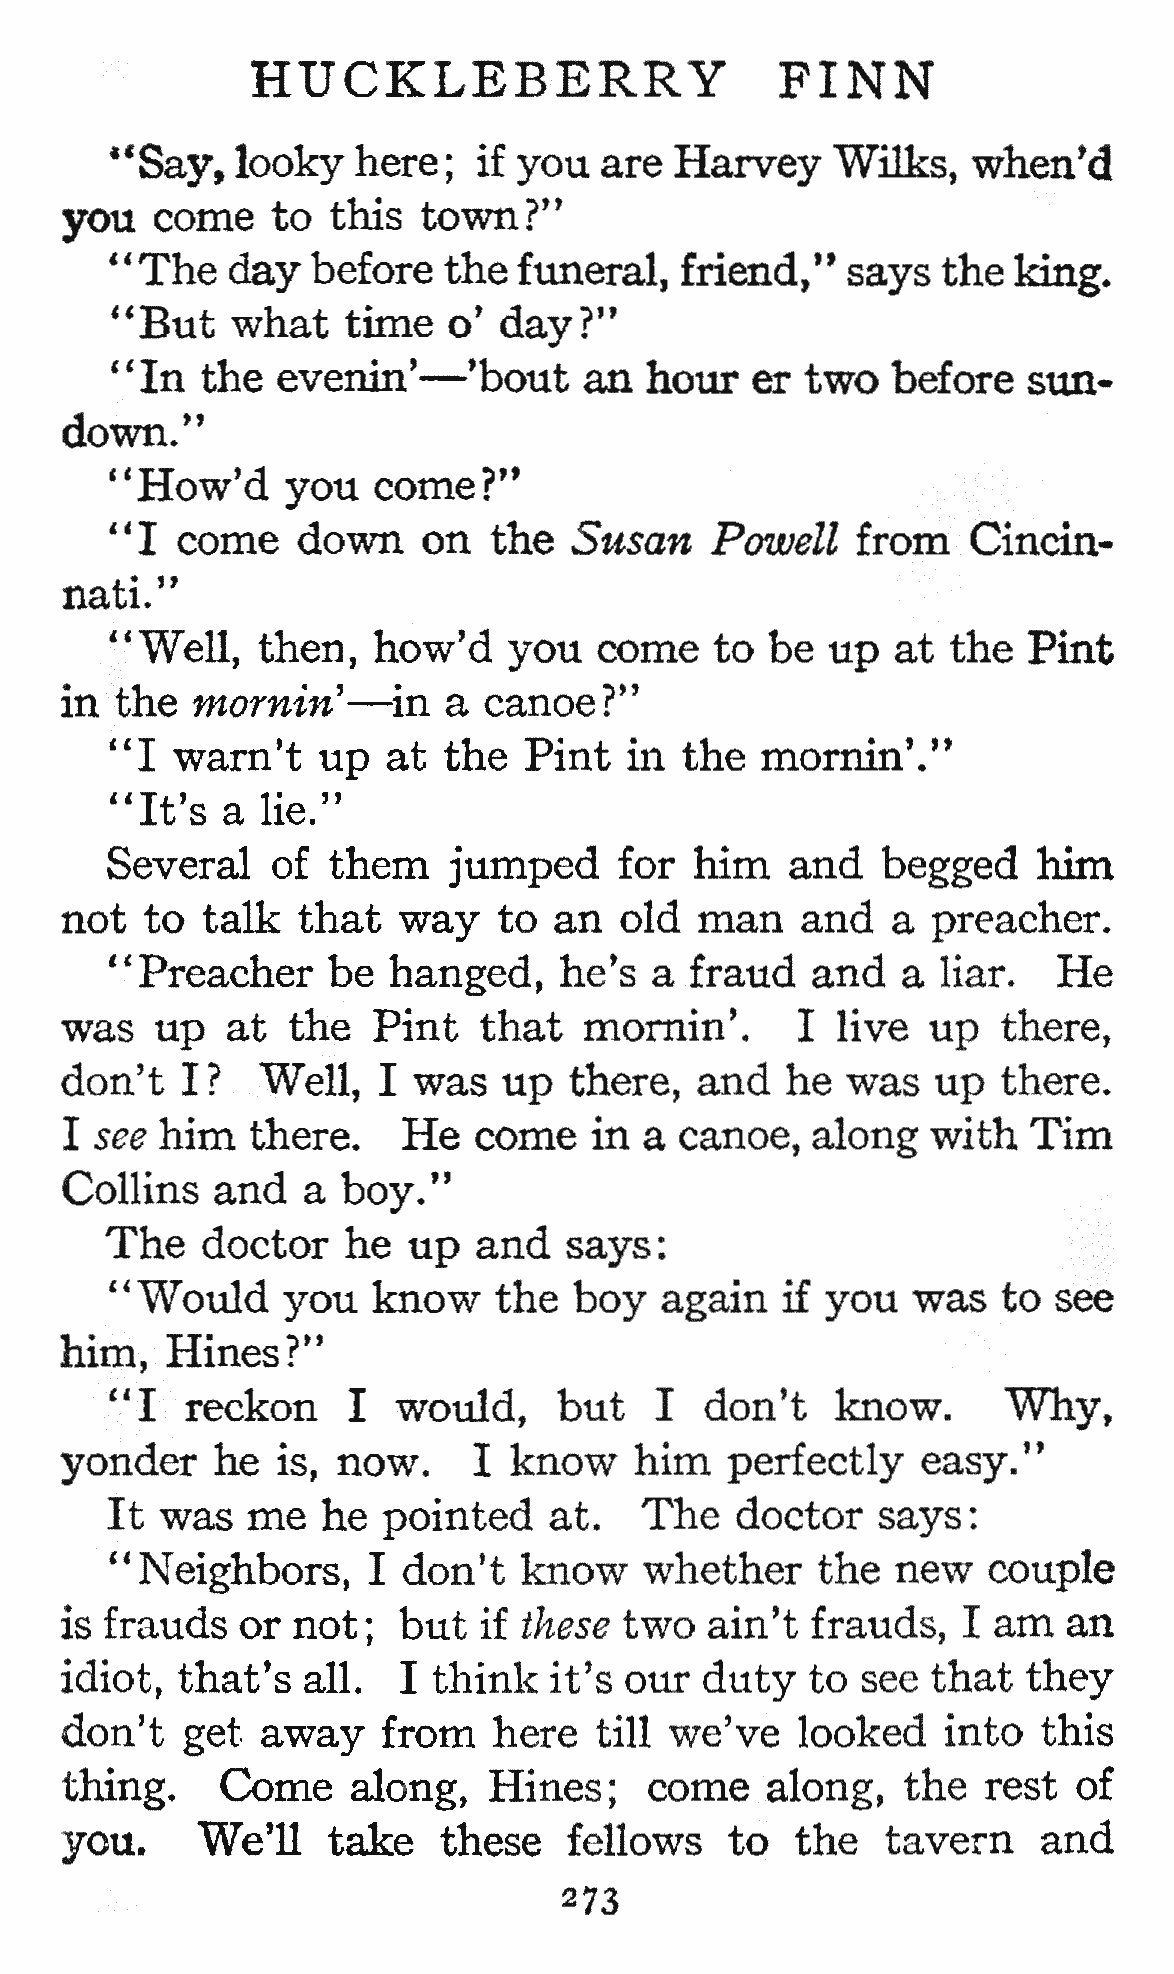 HUCKLEBERRY FINN
"Say, looky here; if you are Harvey Wilks, when'd
you come to this town?"
"The day before the funeral, friend," says the king.
"But what time o' day?"
"In the evenin'—'bout an hour er two before sun-
down."
"How'd you come?"
"I come down on the Susan Powell from Cincin-
nati."
"Well, then, how'd you come to be up at the Pint
in the mornin'—in a canoe?"
"I warn't up at the Pint in the mornin'."
"It's a lie."
Several of them jumped for him and begged him
not to talk that way to an old man and a preacher.
"Preacher be hanged, he's a fraud and a liar. He
was up at the Pint that mornin'. I live up there,
don't I? Well, I was up there, and he was up there.
I see him there. He come in a canoe, along with Tim
Collins and a boy."
The doctor he up and says:
"Would you know the boy again if you was to see
him, Hines?"
"I reckon I would, but I don't know. Why,
yonder he is, now. I know him perfectly easy."
It was me he pointed at. The doctor says:
"Neighbors, I don't know whether the new couple
is frauds or not; but if these two ain't frauds, I am an
idiot, that's all. I think it's our duty to see that they
don't get away from here till we've looked into this
thing. Come along, Hines; come along, the rest of
you. We'll take these fellows to the tavern and
273